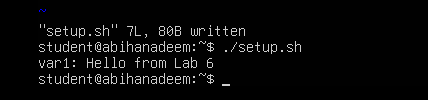 ~
"setup.sh" 7L, 80B written
student@abihanadeem:~$ ./setup.sh
var1: Hello from Lab 6
student@abihanadeem:~$ _